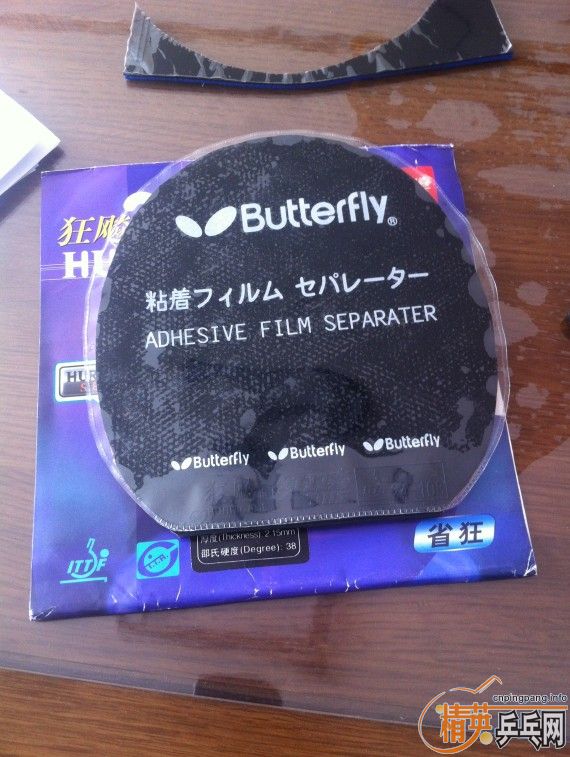 狂飚
HU
Butterfly®
粘着フィルム セパレーター
ADHESIVE FILM SEPARATER
HUR
Butterfly Butterfly Butterfly
厚度(Thickness): 2.15mm
邵氏硬度(Degree): 38
省狂
ITTF
cnpingpang.info
精英乒乓网